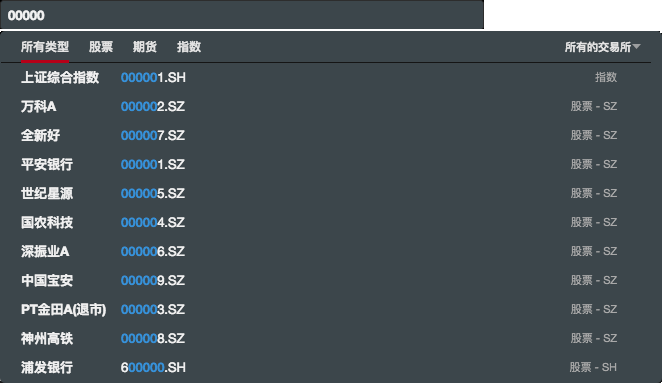 00000
所有类型 股票 期货 指数 所有的交易所
上证综合指数 000001.SH 指数
万科A 000002.SZ 股票 - SZ
全新好 000007.SZ 股票 - SZ
平安银行 000001.SZ 股票 - SZ
世纪星源 000005.SZ 股票 - SZ
国农科技 000004.SZ 股票 - SZ
深振业A 000006.SZ 股票 - SZ
中国宝安 000009.SZ 股票 - SZ
PT金田A(退市) 000003.SZ 股票 - SZ
神州高铁 000008.SZ 股票 - SZ
浦发银行 600000.SH 股票 - SH